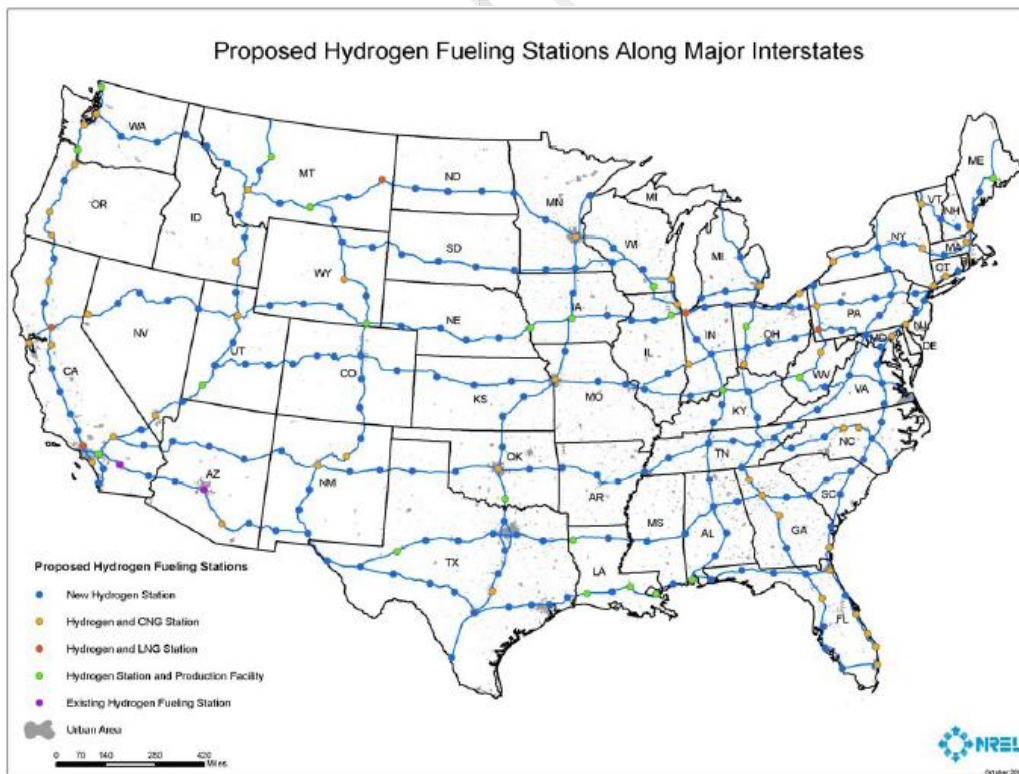 Proposed Hydrogen Fueling Stations Along Major Interstates
WA
MT
ND
MN
MI
ME
VT
NH
OR
ID
WY
SD
WI
MI
NY
MA
CT
NV
UT
CO
NE
IA
IL
IN
OH
PA
NJ
MD
DE
CA
KS
MO
KY
WV
VA
AZ
NM
OK
AR
TN
NC
SC
TX
LA
MS
AL
GA
FL
Proposed Hydrogen Fueling Stations
New Hydrogen Station
Hydrogen and CNG Station
Hydrogen and LNG Station
Hydrogen Station and Production Facility
Existing Hydrogen Fueling Station
Urban Area
0 70 140 280 420
Miles
NREL
October